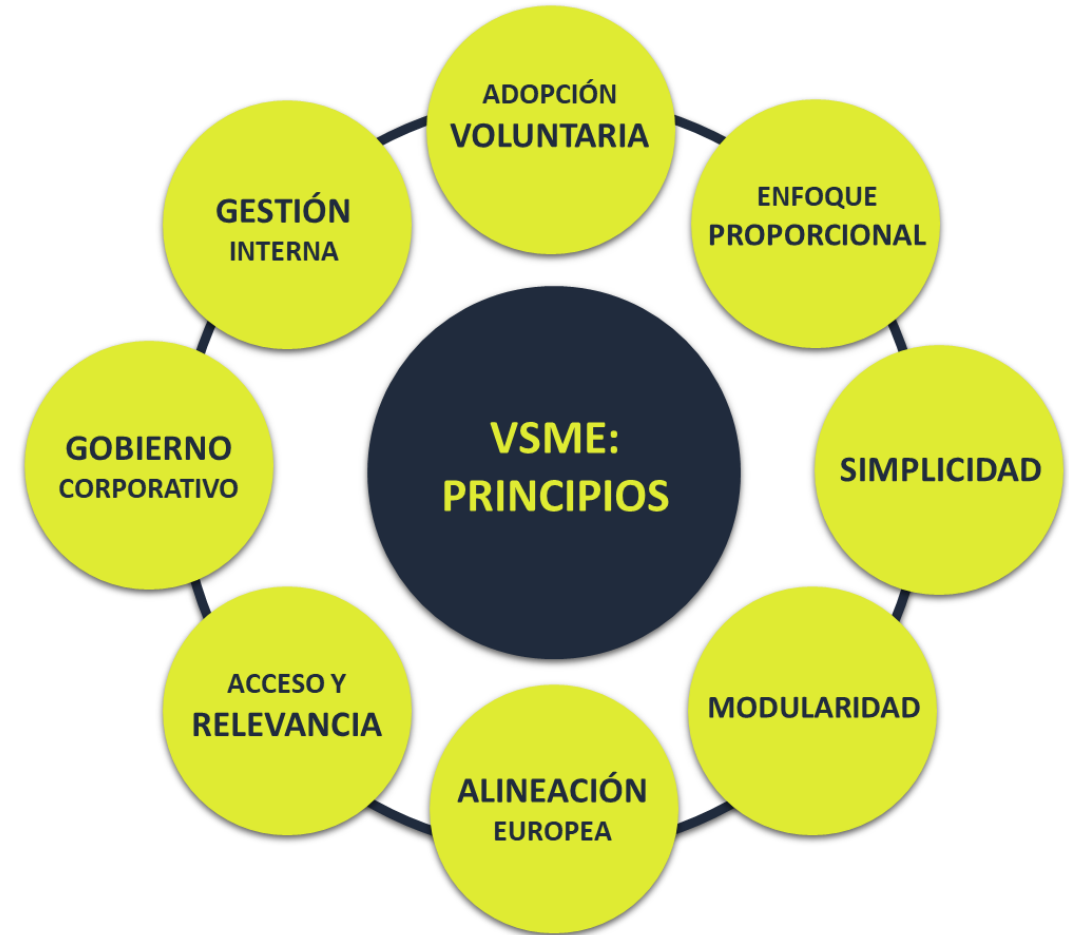 ADOPCIÓN
VOLUNTARIA
ENFOQUE
PROPORCIONAL
SIMPLICIDAD
MODULARIDAD
ALINEACIÓN
EUROPEA
ACCESO Y
RELEVANCIA
GOBIERNO
CORPORATIVO
GESTIÓN
INTERNA
VSME:
PRINCIPIOS